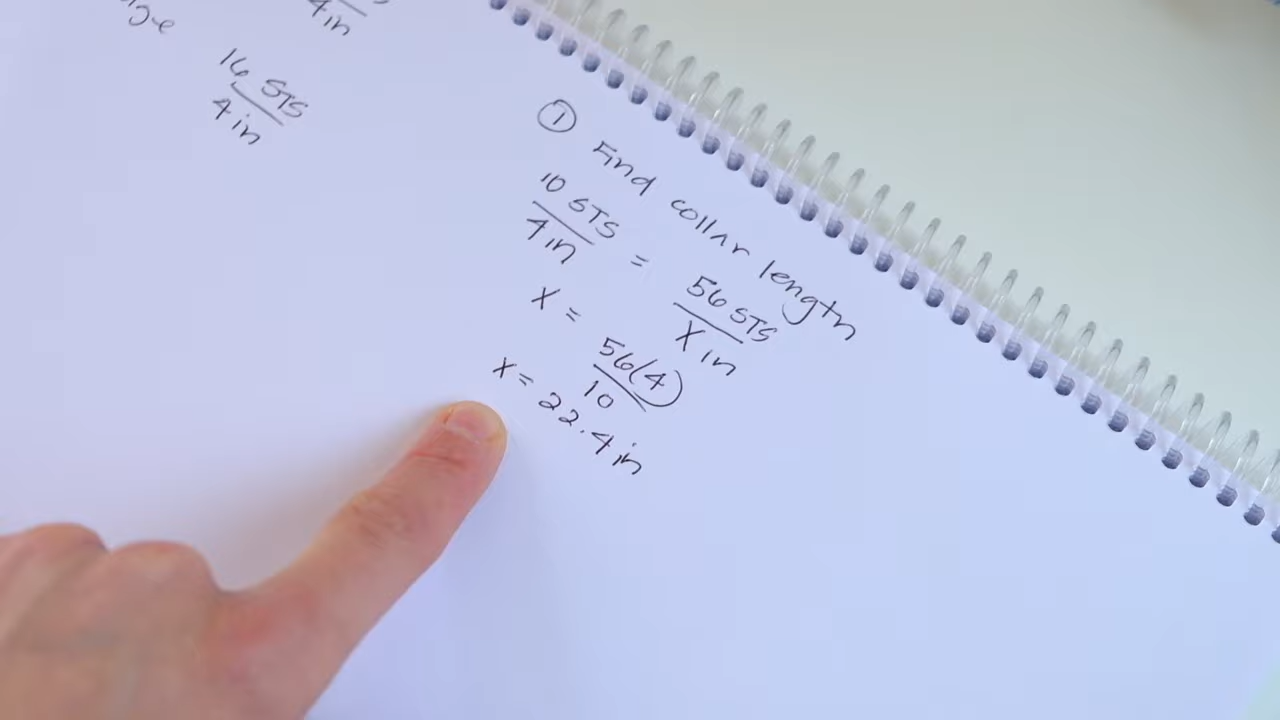 4in
16 STS
4 in
① Find collar length
10 STS
4 in
=
56 STS
X in
X = 56(4)
10
X = 22.4 in